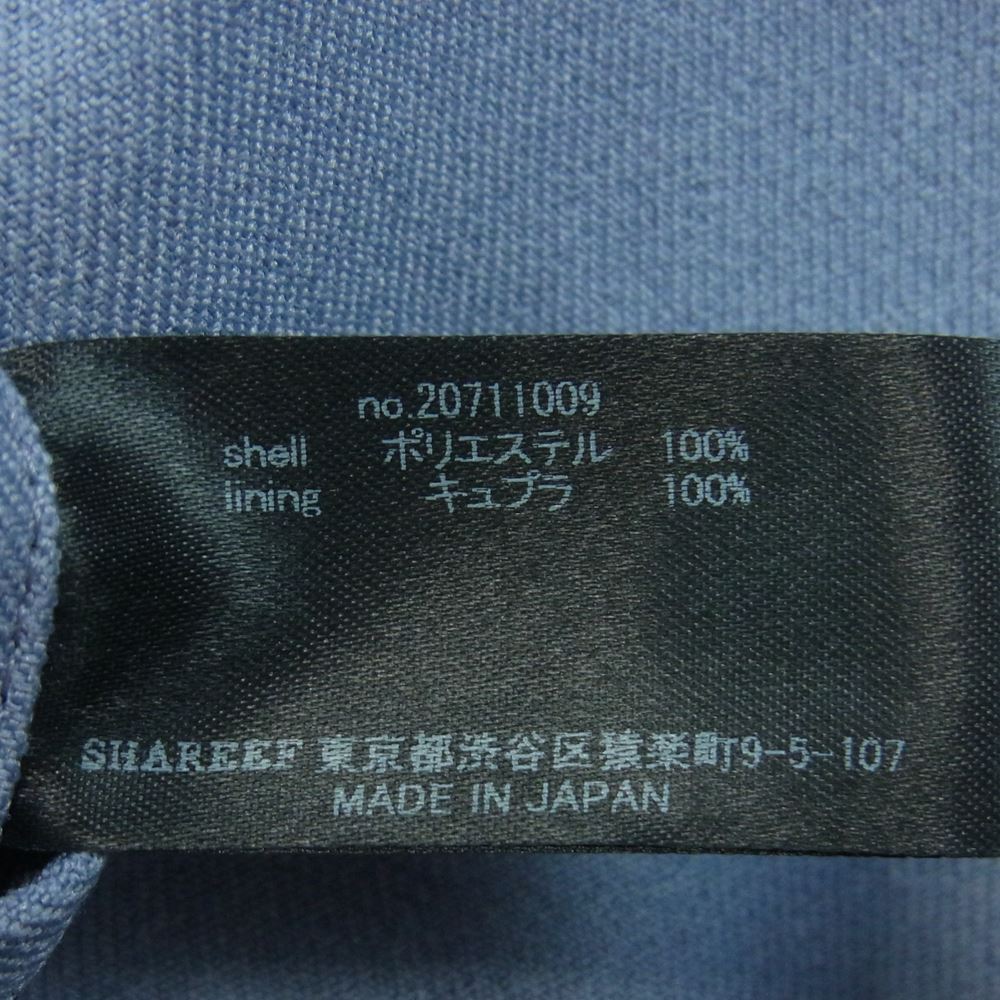 no.20711009
shell ポリエステル 100%
lining キュプラ 100%
SHAREEF 東京都渋谷区猿楽町9-5-107
MADE IN JAPAN